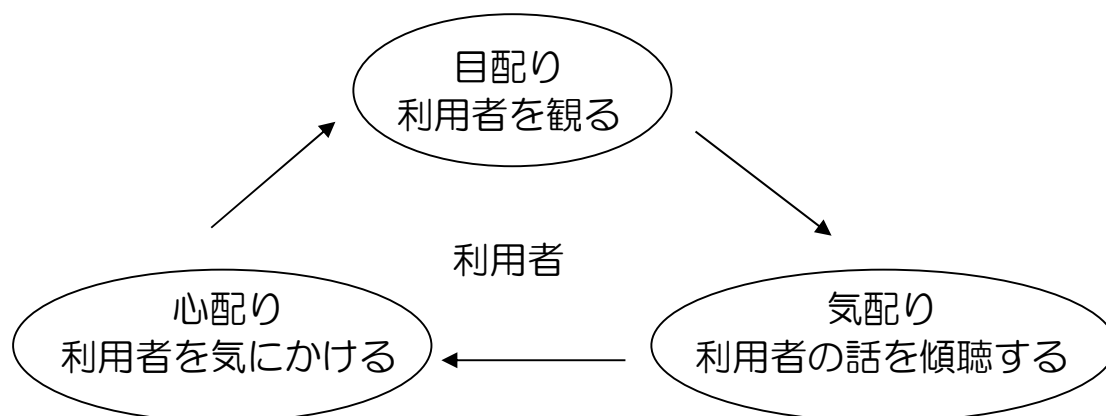 目配り
利用者を観る
利用者
心配り
利用者を気にかける
気配り
利用者の話を傾聴する